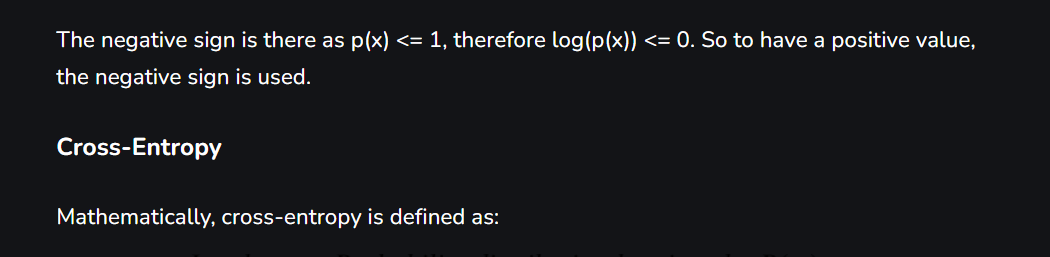 The negative sign is there as p(x) <= 1, therefore log(p(x)) <= 0. So to have a positive value,
the negative sign is used.
Cross-Entropy
Mathematically, cross-entropy is defined as: